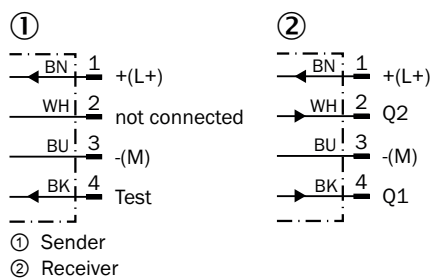 ① ②
BN 1 +(L+) BN 1 +(L+)
WH 2 not connected WH 2 Q2
BU 3 -(M) BU 3 -(M)
BK 4 Test BK 4 Q1
① Sender
② Receiver